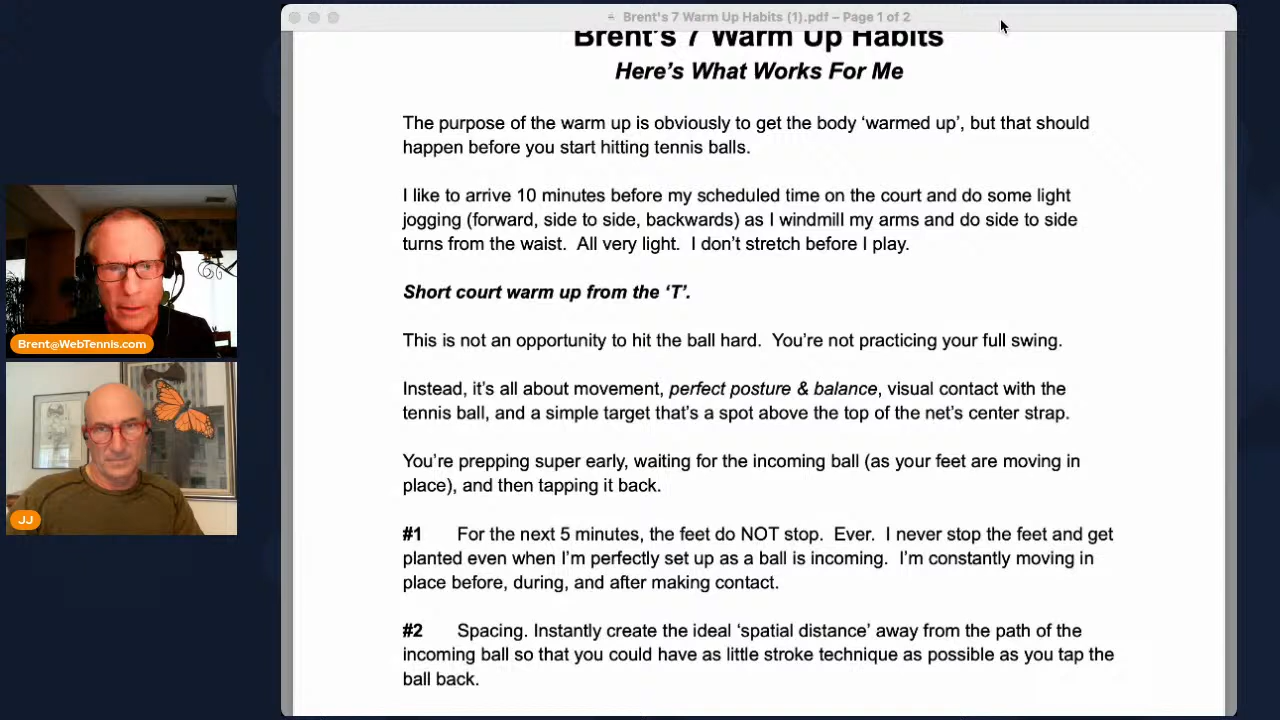 Brent's 7 Warm Up Habits (1).pdf – Page 1 of 2
Brent's 7 Warm Up Habits
Here's What Works For Me
The purpose of the warm up is obviously to get the body ‘warmed up’, but that should
happen before you start hitting tennis balls.
I like to arrive 10 minutes before my scheduled time on the court and do some light
jogging (forward, side to side, backwards) as I windmill my arms and do side to side
turns from the waist.  All very light.  I don’t stretch before I play.
Short court warm up from the ‘T’.
This is not an opportunity to hit the ball hard.  You’re not practicing your full swing.
Instead, it’s all about movement, perfect posture & balance, visual contact with the
tennis ball, and a simple target that’s a spot above the top of the net’s center strap.
You’re prepping super early, waiting for the incoming ball (as your feet are moving in
place), and then tapping it back.
#1 For the next 5 minutes, the feet do NOT stop.  Ever.  I never stop the feet and get
planted even when I’m perfectly set up as a ball is incoming.  I’m constantly moving in
place before, during, and after making contact.
#2 Spacing. Instantly create the ideal ‘spatial distance’ away from the path of the
incoming ball so that you could have as little stroke technique as possible as you tap the
ball back.
Brent@WebTennis.com
JJ